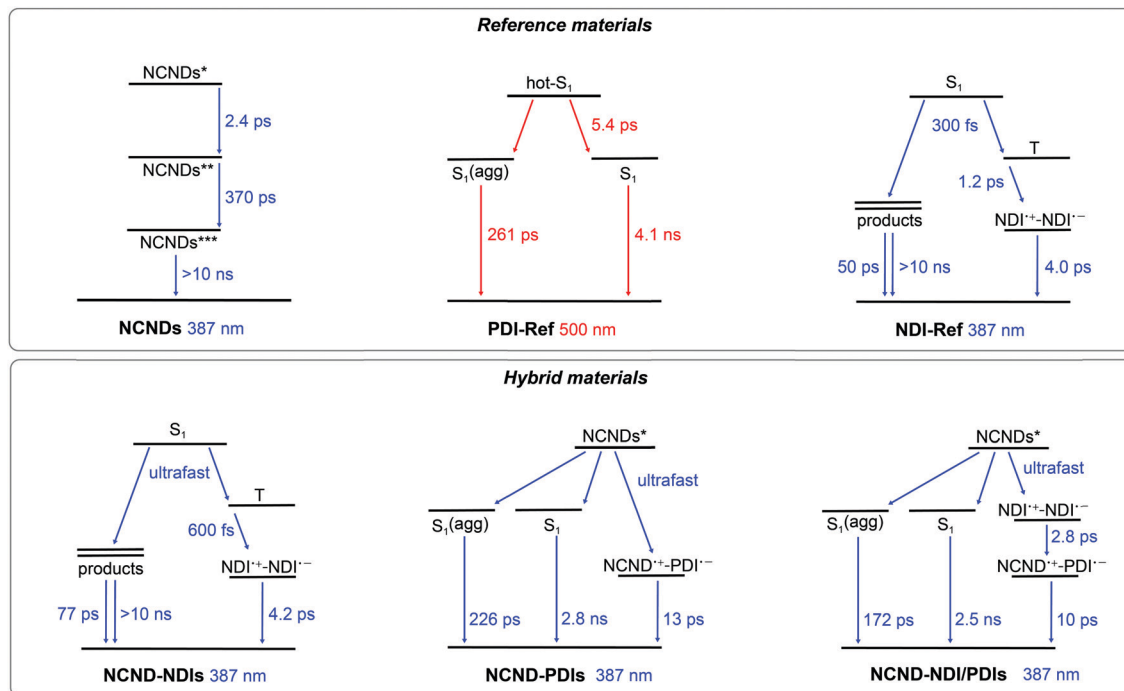 Reference materials
NCNDs*
2.4 ps
NCNDs**
370 ps
NCNDs***
>10 ns
NCNDs 387 nm
hot-S₁
5.4 ps
S₁(agg)
S₁
261 ps
4.1 ns
PDI-Ref 500 nm
S₁
300 fs
T
1.2 ps
products
NDI·⁺-NDI·⁻
50 ps
>10 ns
4.0 ps
NDI-Ref 387 nm
Hybrid materials
S₁
ultrafast
T
600 fs
products
NDI·⁺-NDI·⁻
77 ps
>10 ns
4.2 ps
NCND-NDIs 387 nm
NCNDs*
ultrafast
S₁(agg)
S₁
NCND·⁺-PDI·⁻
226 ps
2.8 ns
13 ps
NCND-PDIs 387 nm
NCNDs*
ultrafast
S₁(agg)
S₁
NDI·⁺-NDI·⁻
2.8 ps
NCND·⁺-PDI·⁻
172 ps
2.5 ns
10 ps
NCND-NDI/PDIs 387 nm